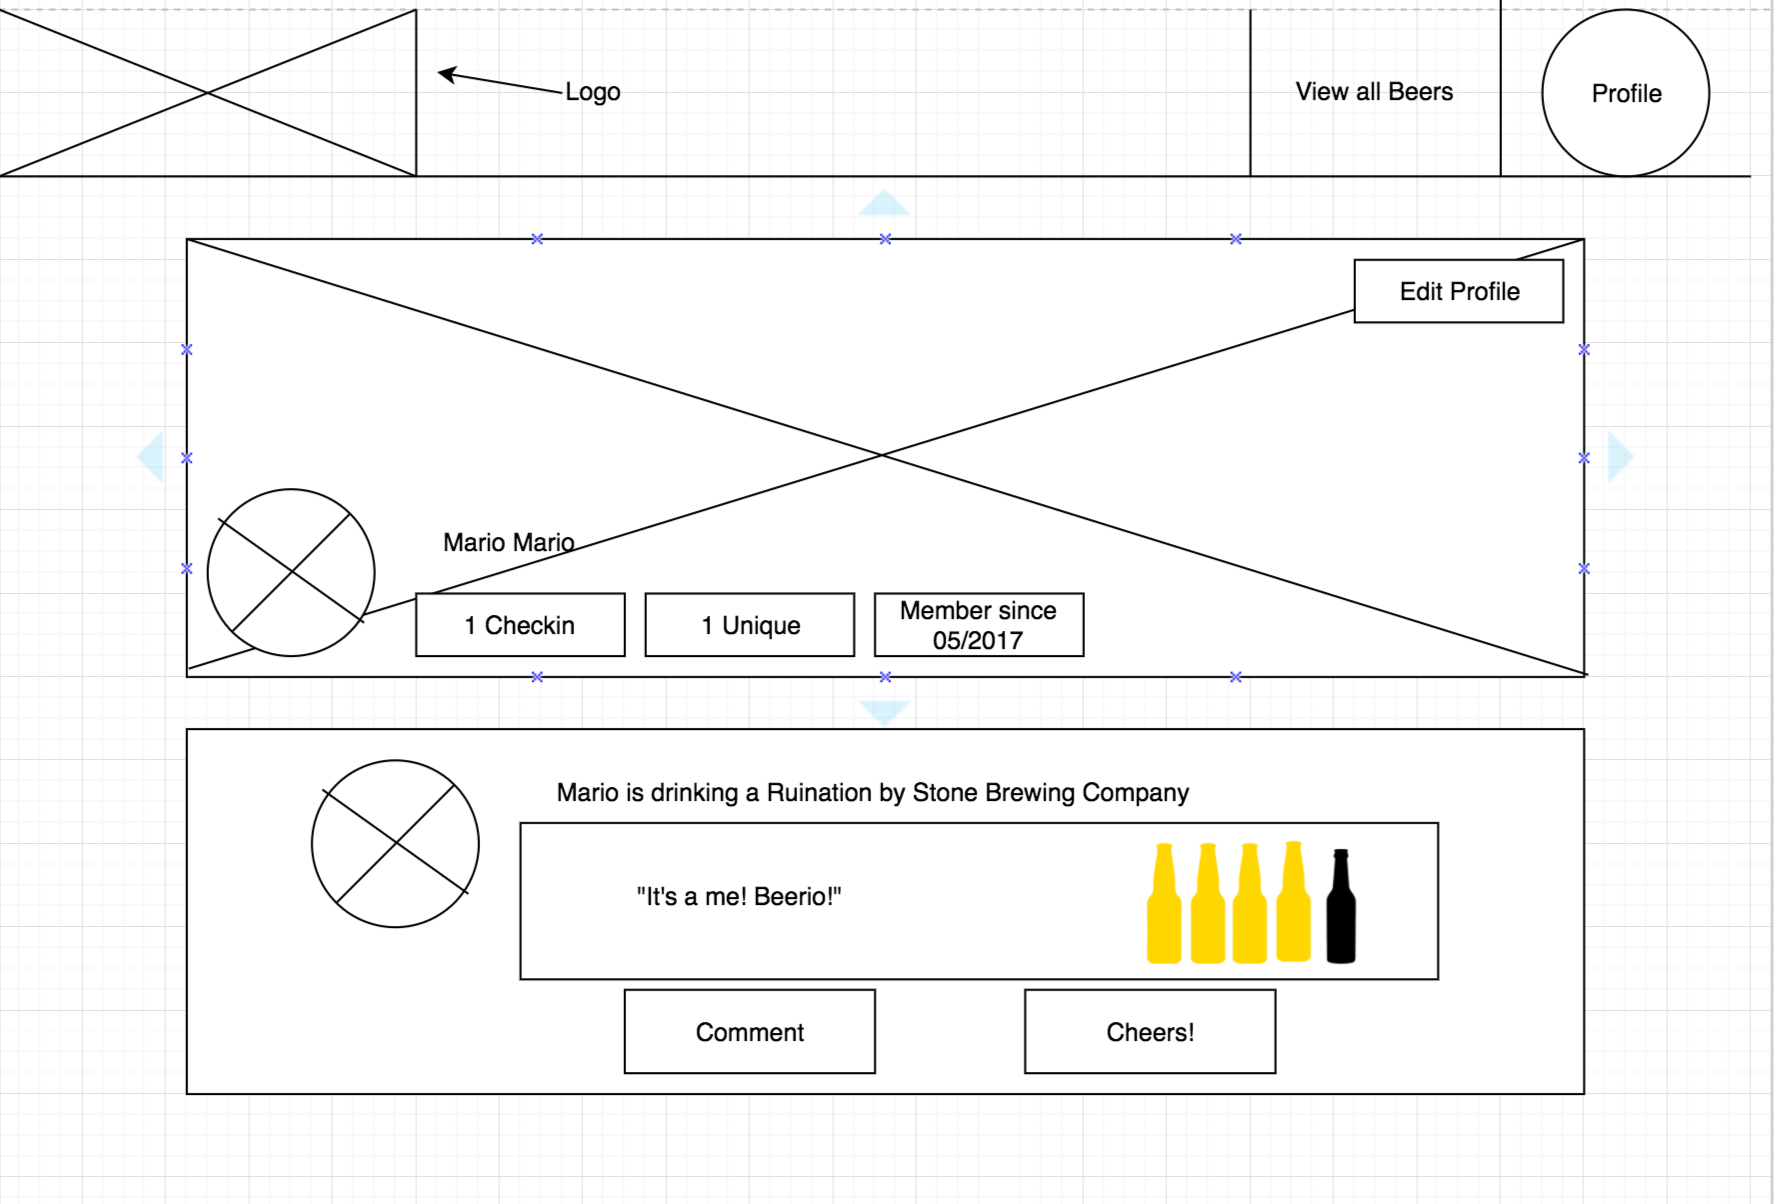 Logo
View all Beers
Profile
Edit Profile
Mario Mario
1 Checkin
1 Unique
Member since
05/2017
Mario is drinking a Ruination by Stone Brewing Company
"It's a me! Beerio!"
Comment
Cheers!